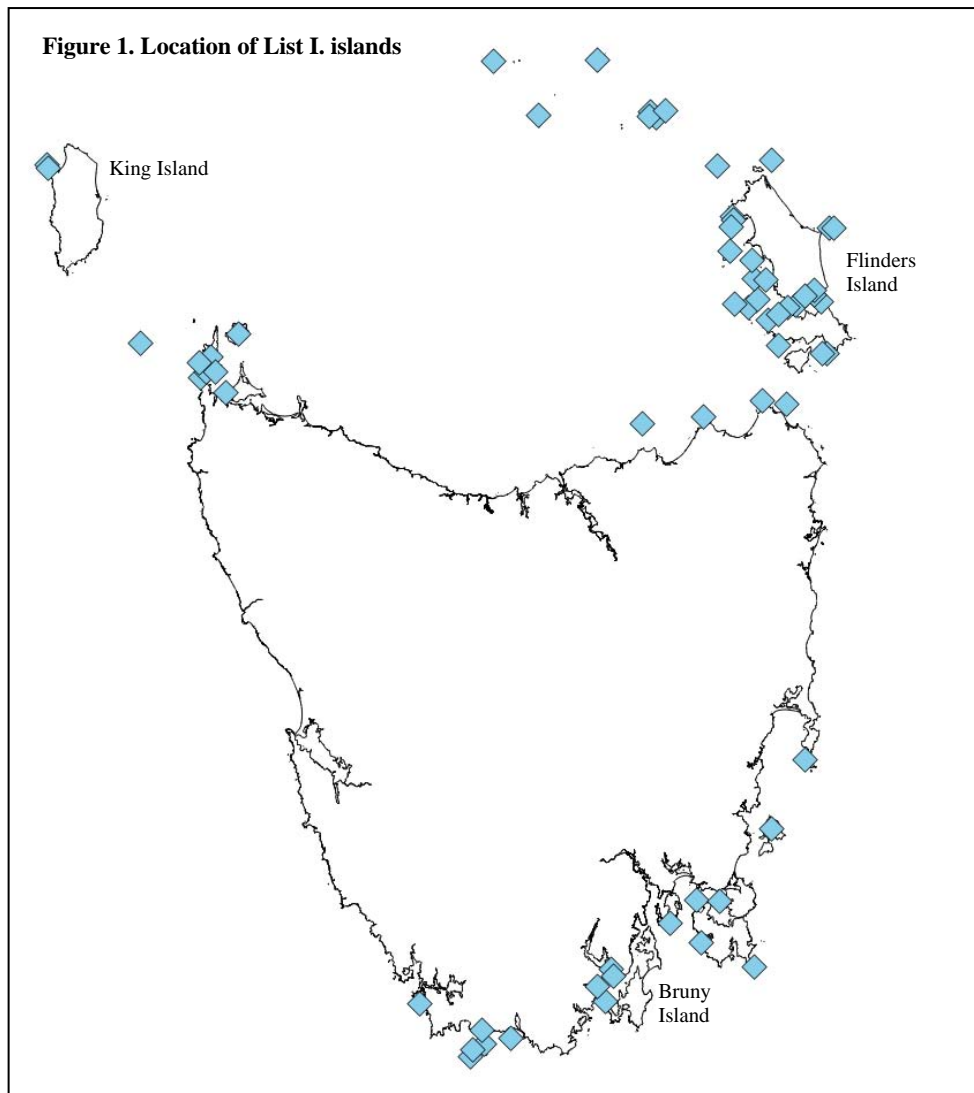 Figure 1. Location of List I. islands
King Island
Flinders
Island
Bruny
Island